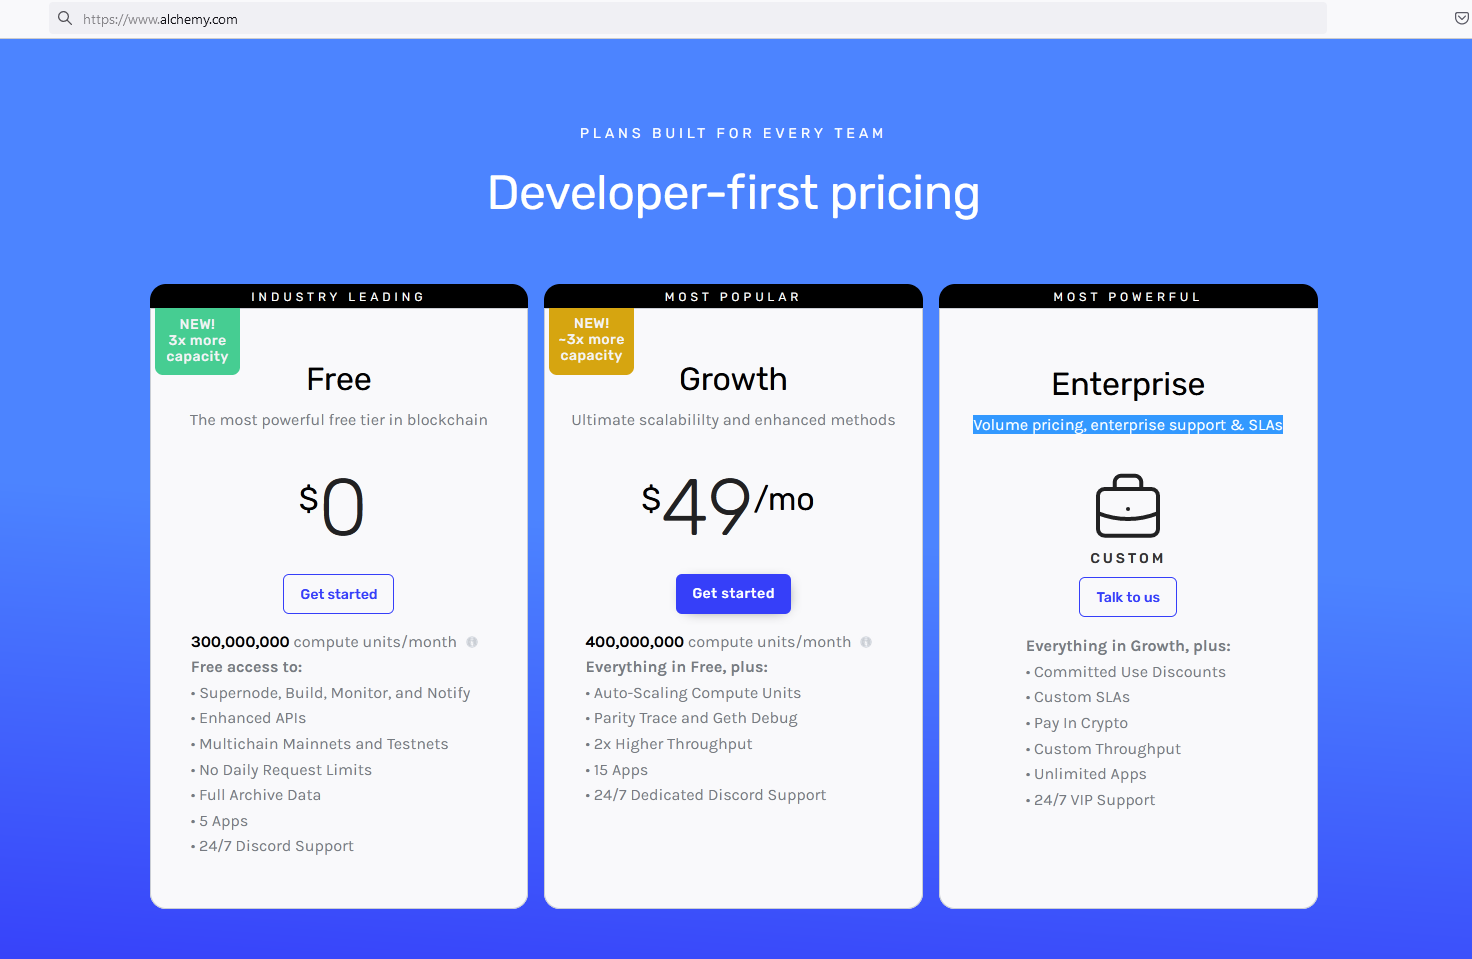 https://www.alchemy.com
PLANS BUILT FOR EVERY TEAM
Developer-first pricing
INDUSTRY LEADING
NEW!
3x more
capacity
Free
The most powerful free tier in blockchain
$0
Get started
300,000,000 compute units/month
Free access to:
• Supernode, Build, Monitor, and Notify
• Enhanced APIs
• Multichain Mainnets and Testnets
• No Daily Request Limits
• Full Archive Data
• 5 Apps
• 24/7 Discord Support
MOST POPULAR
NEW!
~3x more
capacity
Growth
Ultimate scalabililty and enhanced methods
$49/mo
Get started
400,000,000 compute units/month
Everything in Free, plus:
• Auto-Scaling Compute Units
• Parity Trace and Geth Debug
• 2x Higher Throughput
• 15 Apps
• 24/7 Dedicated Discord Support
MOST POWERFUL
Enterprise
Volume pricing, enterprise support & SLAs
CUSTOM
Talk to us
Everything in Growth, plus:
• Committed Use Discounts
• Custom SLAs
• Pay In Crypto
• Custom Throughput
• Unlimited Apps
• 24/7 VIP Support